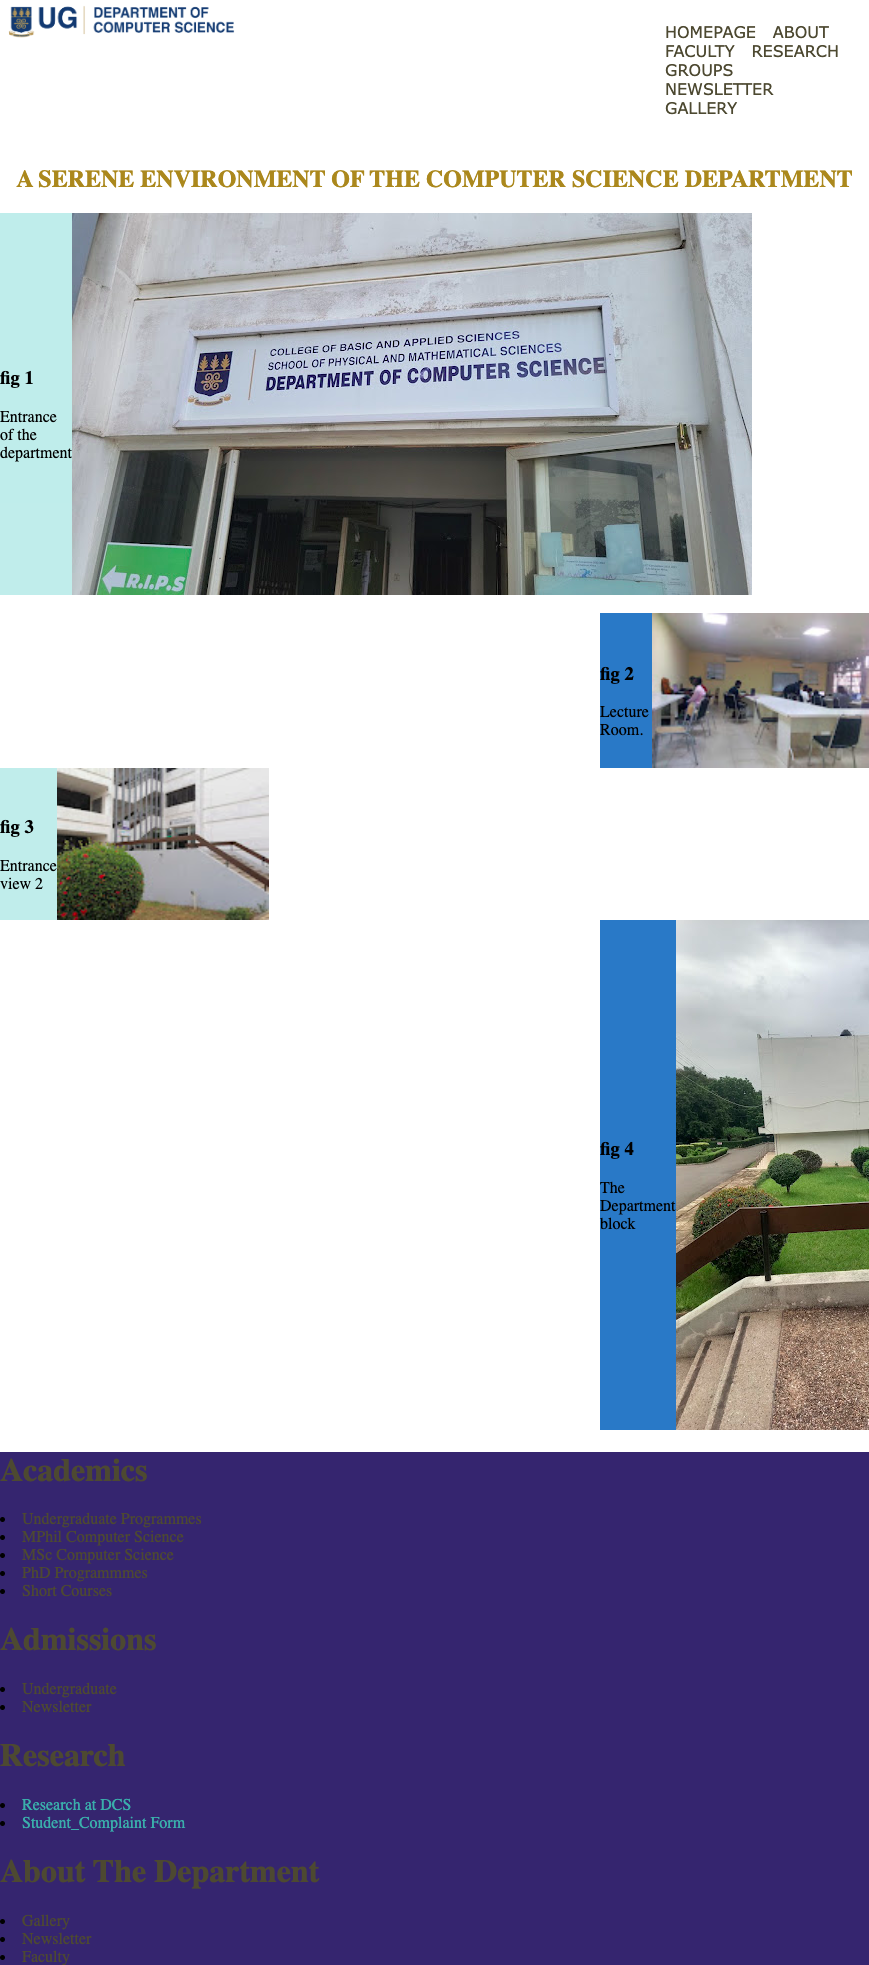 UG DEPARTMENT OF
COMPUTER SCIENCE
HOMEPAGE ABOUT
FACULTY RESEARCH
GROUPS
NEWSLETTER
GALLERY
A SERENE ENVIRONMENT OF THE COMPUTER SCIENCE DEPARTMENT
fig 1
Entrance
of the
department
COLLEGE OF BASIC AND APPLIED SCIENCES
SCHOOL OF PHYSICAL AND MATHEMATICAL SCIENCES
DEPARTMENT OF COMPUTER SCIENCE
R.I.P.S
fig 2
Lecture
Room.
fig 3
Entrance
view 2
fig 4
The
Department
block
Academics
Undergraduate Programmes
MPhil Computer Science
MSc Computer Science
PhD Programmmes
Short Courses
Admissions
Undergraduate
Newsletter
Research
Research at DCS
Student_Complaint Form
About The Department
Gallery
Newsletter
Faculty